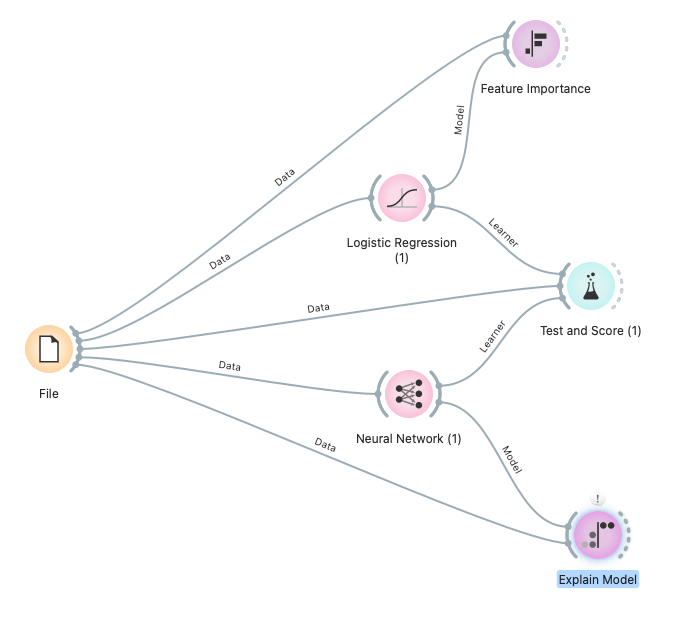 Feature Importance
Model
Data
Logistic Regression
(1)
Learner
Data
Data
Test and Score (1)
Learner
File
Data
Neural Network (1)
Data
Model
!
Explain Model